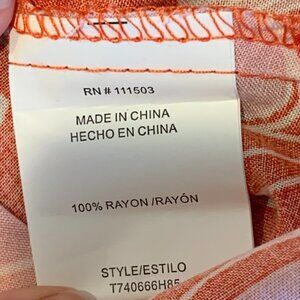 RN # 111503
MADE IN CHINA
HECHO EN CHINA
100% RAYON /RAYÓN
STYLE/ESTILO
T740666H85